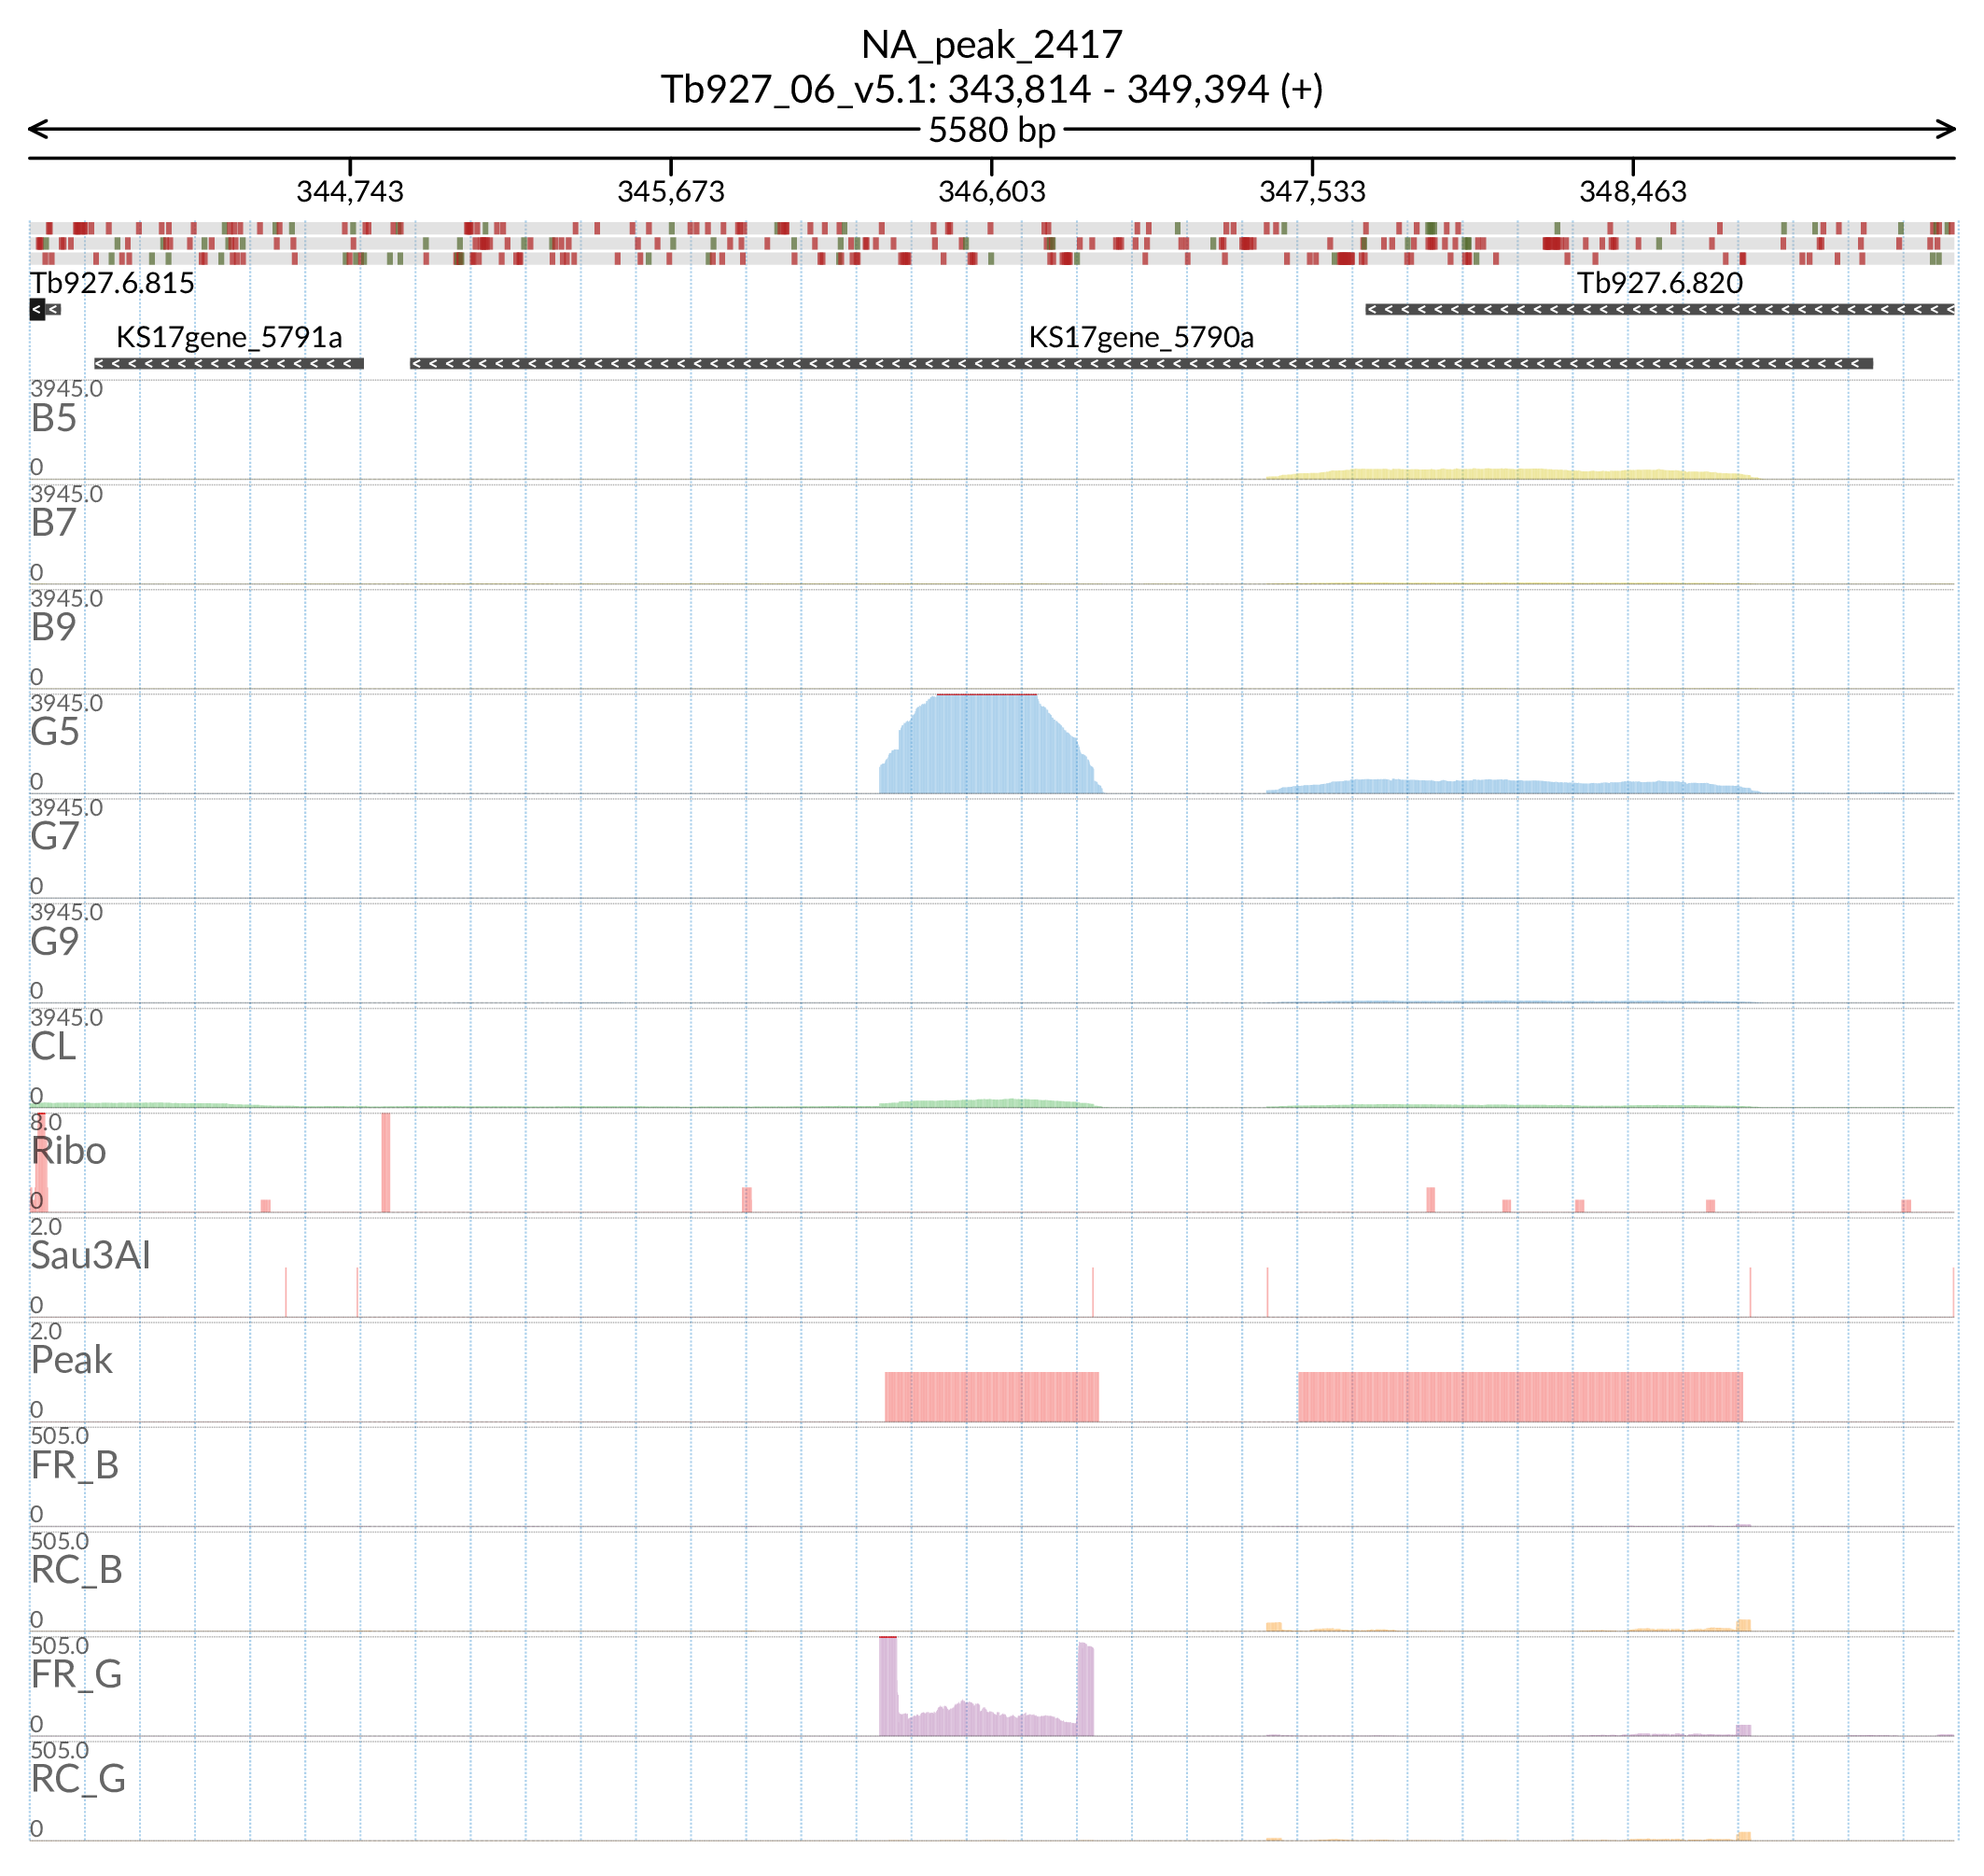 NA_peak_2417
Tb927_06_v5.1: 343,814 - 349,394 (+)
5580 bp
344,743 345,673 346,603 347,533 348,463
Tb927.6.815 Tb927.6.820
KS17gene_5791a KS17gene_5790a
3945.0
B5
0
3945.0
B7
0
3945.0
B9
0
3945.0
G5
0
3945.0
G7
0
3945.0
G9
0
3945.0
CL
0
8.0
Ribo
0
2.0
Sau3AI
0
2.0
Peak
0
505.0
FR_B
0
505.0
RC_B
0
505.0
FR_G
0
505.0
RC_G
0